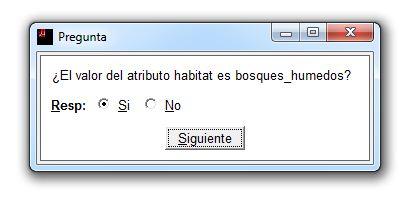 Pregunta
¿El valor del atributo habitat es bosques_humedos?
Resp: Si No
Siguiente